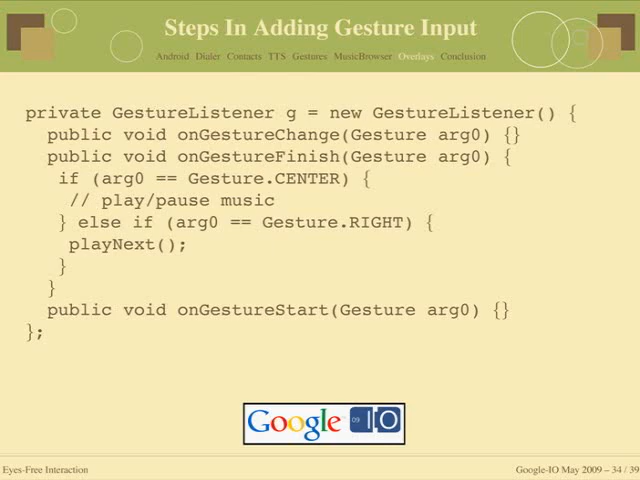 Steps In Adding Gesture Input
Android Dialer Contacts TTS Gestures MusicBrowser Overlays Conclusion
private GestureListener g = new GestureListener() {
public void onGestureChange(Gesture arg0) {}
public void onGestureFinish(Gesture arg0) {
if (arg0 == Gesture.CENTER) {
// play/pause music
} else if (arg0 == Gesture.RIGHT) {
playNext();
}
}
public void onGestureStart(Gesture arg0) {}
};
Google 09 IO
Eyes-Free Interaction
Google-IO May 2009 – 34 / 39